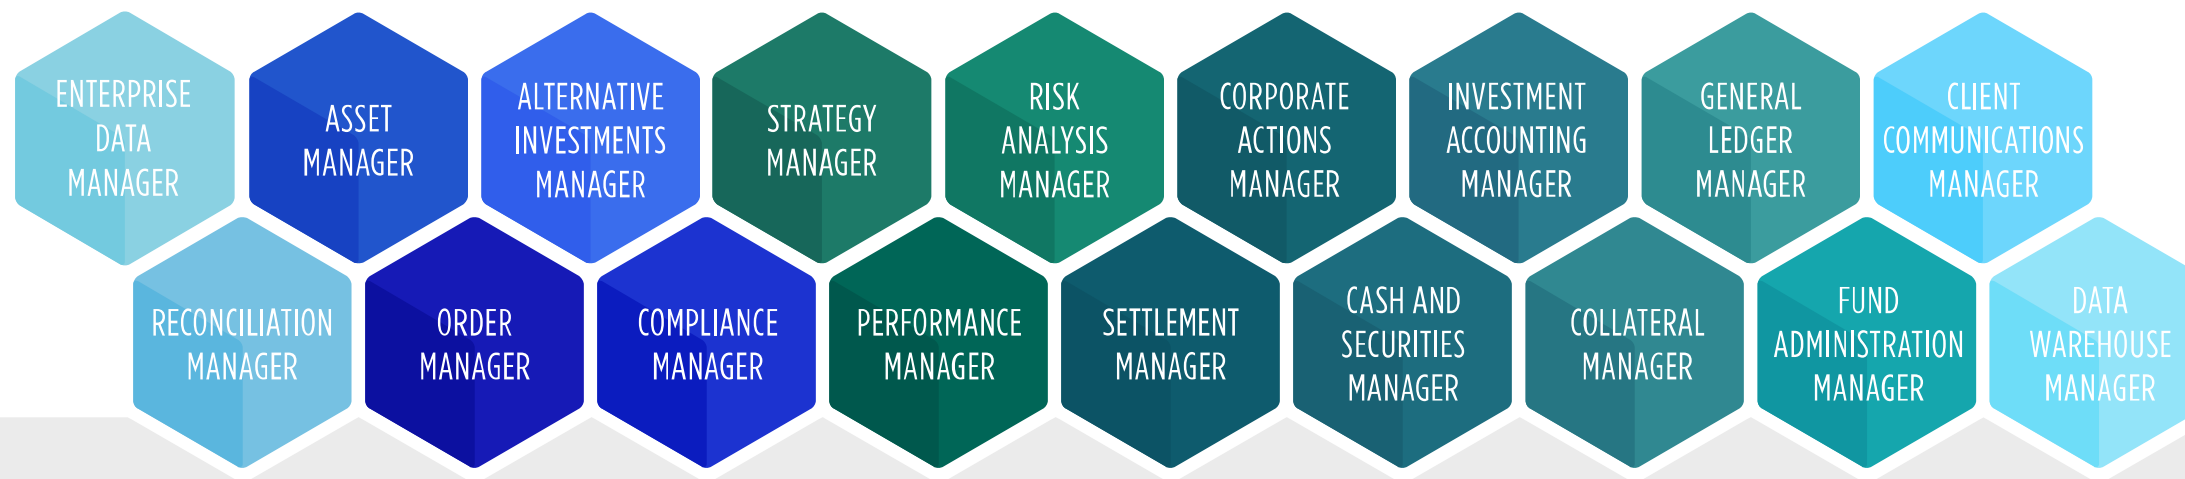 ENTERPRISE
DATA
MANAGER
ASSET
MANAGER
ALTERNATIVE
INVESTMENTS
MANAGER
STRATEGY
MANAGER
RISK
ANALYSIS
MANAGER
CORPORATE
ACTIONS
MANAGER
INVESTMENT
ACCOUNTING
MANAGER
GENERAL
LEDGER
MANAGER
CLIENT
COMMUNICATIONS
MANAGER
RECONCILIATION
MANAGER
ORDER
MANAGER
COMPLIANCE
MANAGER
PERFORMANCE
MANAGER
SETTLEMENT
MANAGER
CASH AND
SECURITIES
MANAGER
COLLATERAL
MANAGER
FUND
ADMINISTRATION
MANAGER
DATA
WAREHOUSE
MANAGER